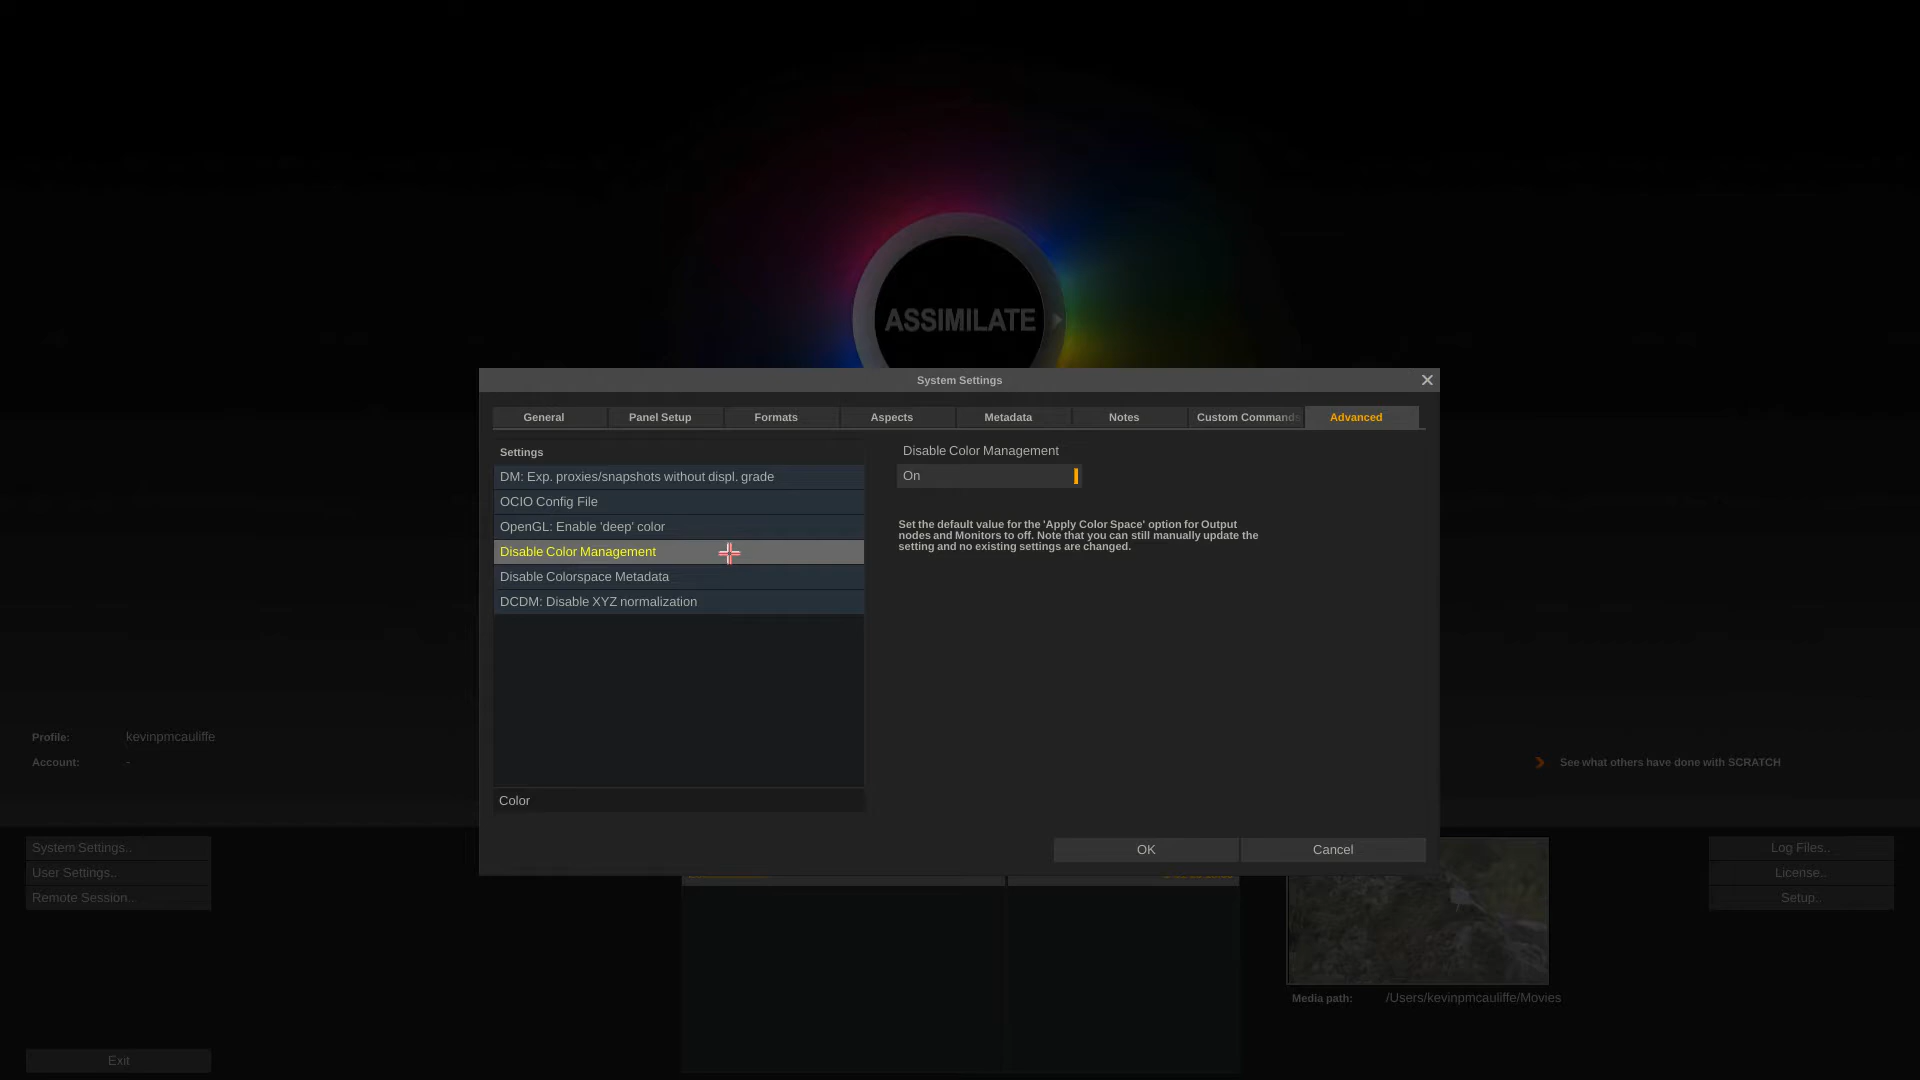 ASSIMILATE
System Settings
General
Panel Setup
Formats
Aspects
Metadata
Notes
Custom Commands
Advanced
Settings
DM: Exp. proxies/snapshots without displ. grade
OCIO Config File
OpenGL: Enable 'deep' color
Disable Color Management
Disable Colorspace Metadata
DCDM: Disable XYZ normalization
Color
Disable Color Management
On
Set the default value for the 'Apply Color Space' option for Output
nodes and Monitors to off. Note that you can still manually update the
setting and no existing settings are changed.
OK
Cancel
Profile: kevinpmcauliffe
Account: -
See what others have done with SCRATCH
System Settings..
User Settings..
Remote Session...
Exit
Log Files..
License..
Setup..
Media path: /Users/kevinpmcauliffe/Movies